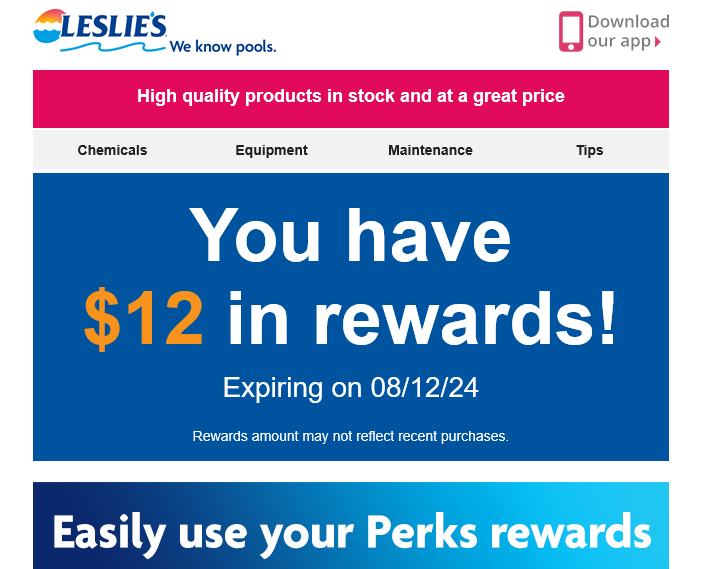 LESLIE'S
We know pools.
Download
our app
High quality products in stock and at a great price
Chemicals Equipment Maintenance Tips
You have
$12 in rewards!
Expiring on 08/12/24
Rewards amount may not reflect recent purchases.
Easily use your Perks rewards